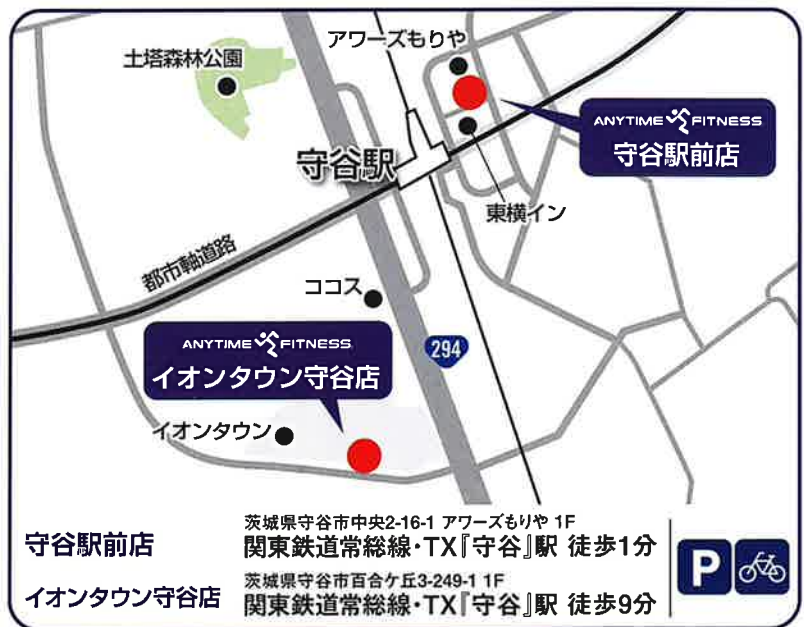 アワーズもりや
土塔森林公園
ANYTIME FITNESS
守谷駅前店
守谷駅
東横イン
都市軸道路
ココス
294
ANYTIME FITNESS
イオンタウン守谷店
イオンタウン
守谷駅前店
茨城県守谷市中央2-16-1 アワーズもりや 1F
関東鉄道常総線・TX『守谷』駅 徒歩1分
イオンタウン守谷店
茨城県守谷市百合ケ丘3-249-1 1F
関東鉄道常総線・TX『守谷』駅 徒歩9分
P